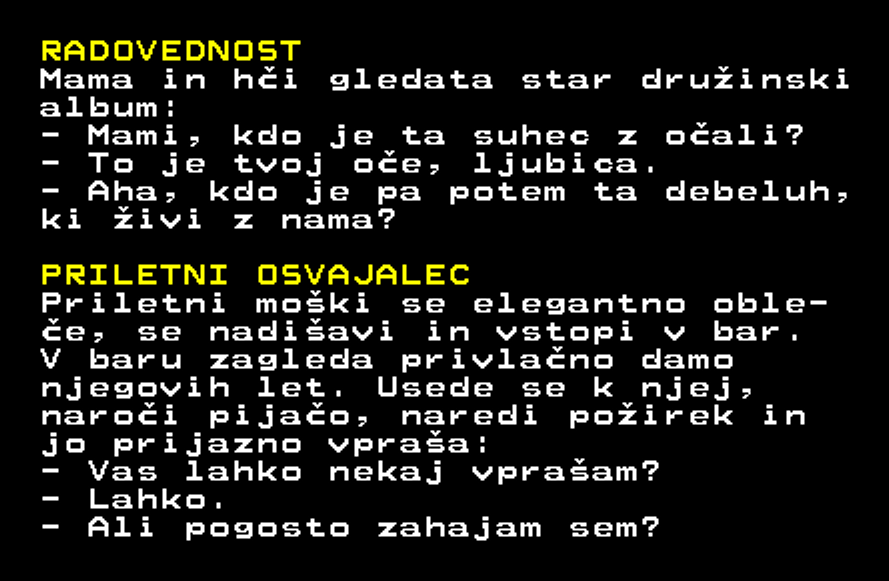 RADOVEDNOST
Mama in hči gledata star družinski
album:
- Mami, kdo je ta suhec z očali?
- To je tvoj oče, ljubica.
- Aha, kdo je pa potem ta debeluh,
ki živi z nama?
PRILETNI OSVAJALEC
Priletni moški se elegantno oble-
če, se nadišavi in vstopi v bar.
V baru zagleda privlačno damo
njegovih let. Usede se k njej,
naroči pijačo, naredi požirek in
jo prijazno vpraša:
- Vas lahko nekaj vprašam?
- Lahko.
- Ali pogosto zahajam sem?